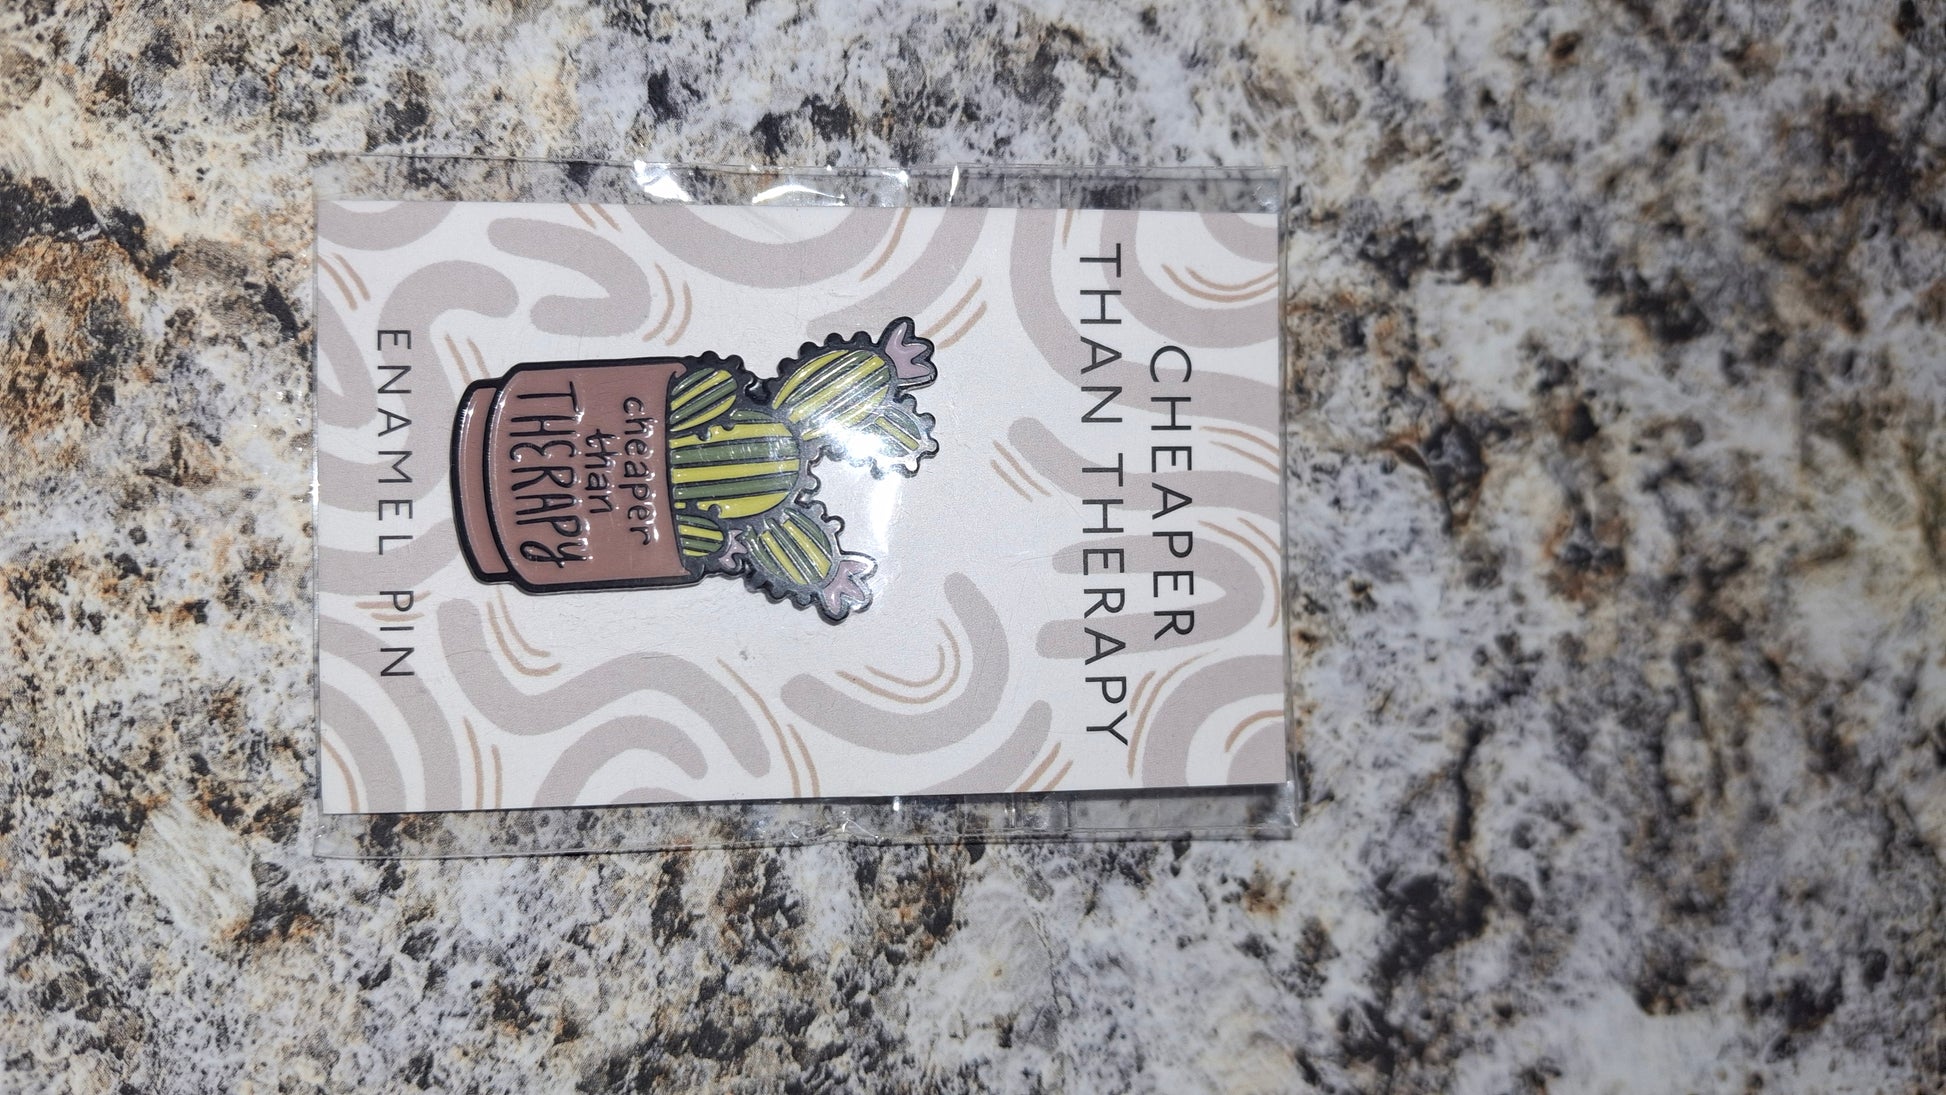 CHEAPER
THAN THERAPY
cheaper
than
THERAPY
ENAMEL PIN